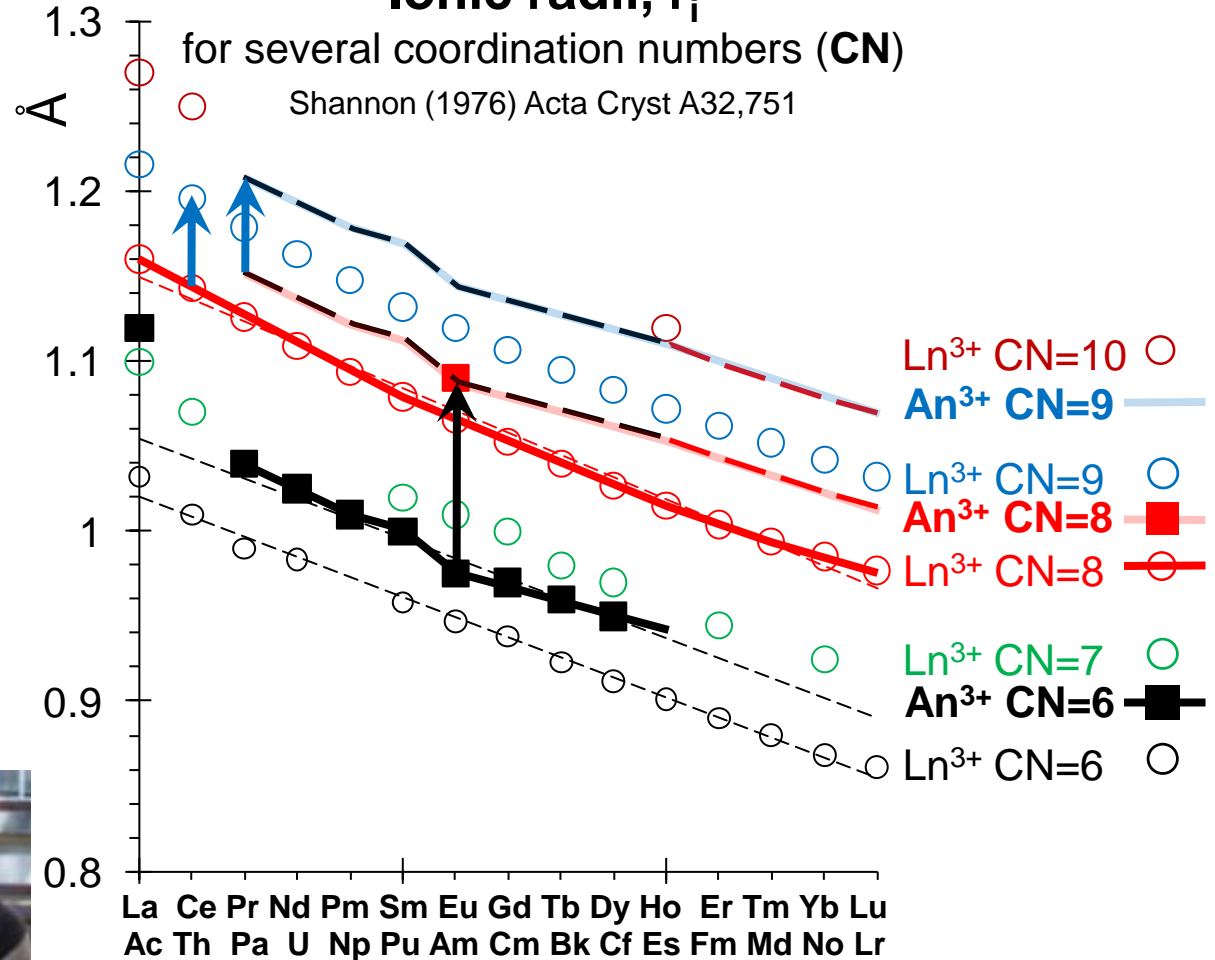 Ionic radii, rᵢ
for several coordination numbers (CN)
Shannon (1976) Acta Cryst A32,751
Å
1.3
1.2
1.1
1
0.9
0.8
Ln³⁺ CN=10
An³⁺ CN=9
Ln³⁺ CN=9
An³⁺ CN=8
Ln³⁺ CN=8
Ln³⁺ CN=7
An³⁺ CN=6
Ln³⁺ CN=6
La Ce Pr Nd Pm Sm Eu Gd Tb Dy Ho Er Tm Yb Lu
Ac Th Pa U Np Pu Am Cm Bk Cf Es Fm Md No Lr